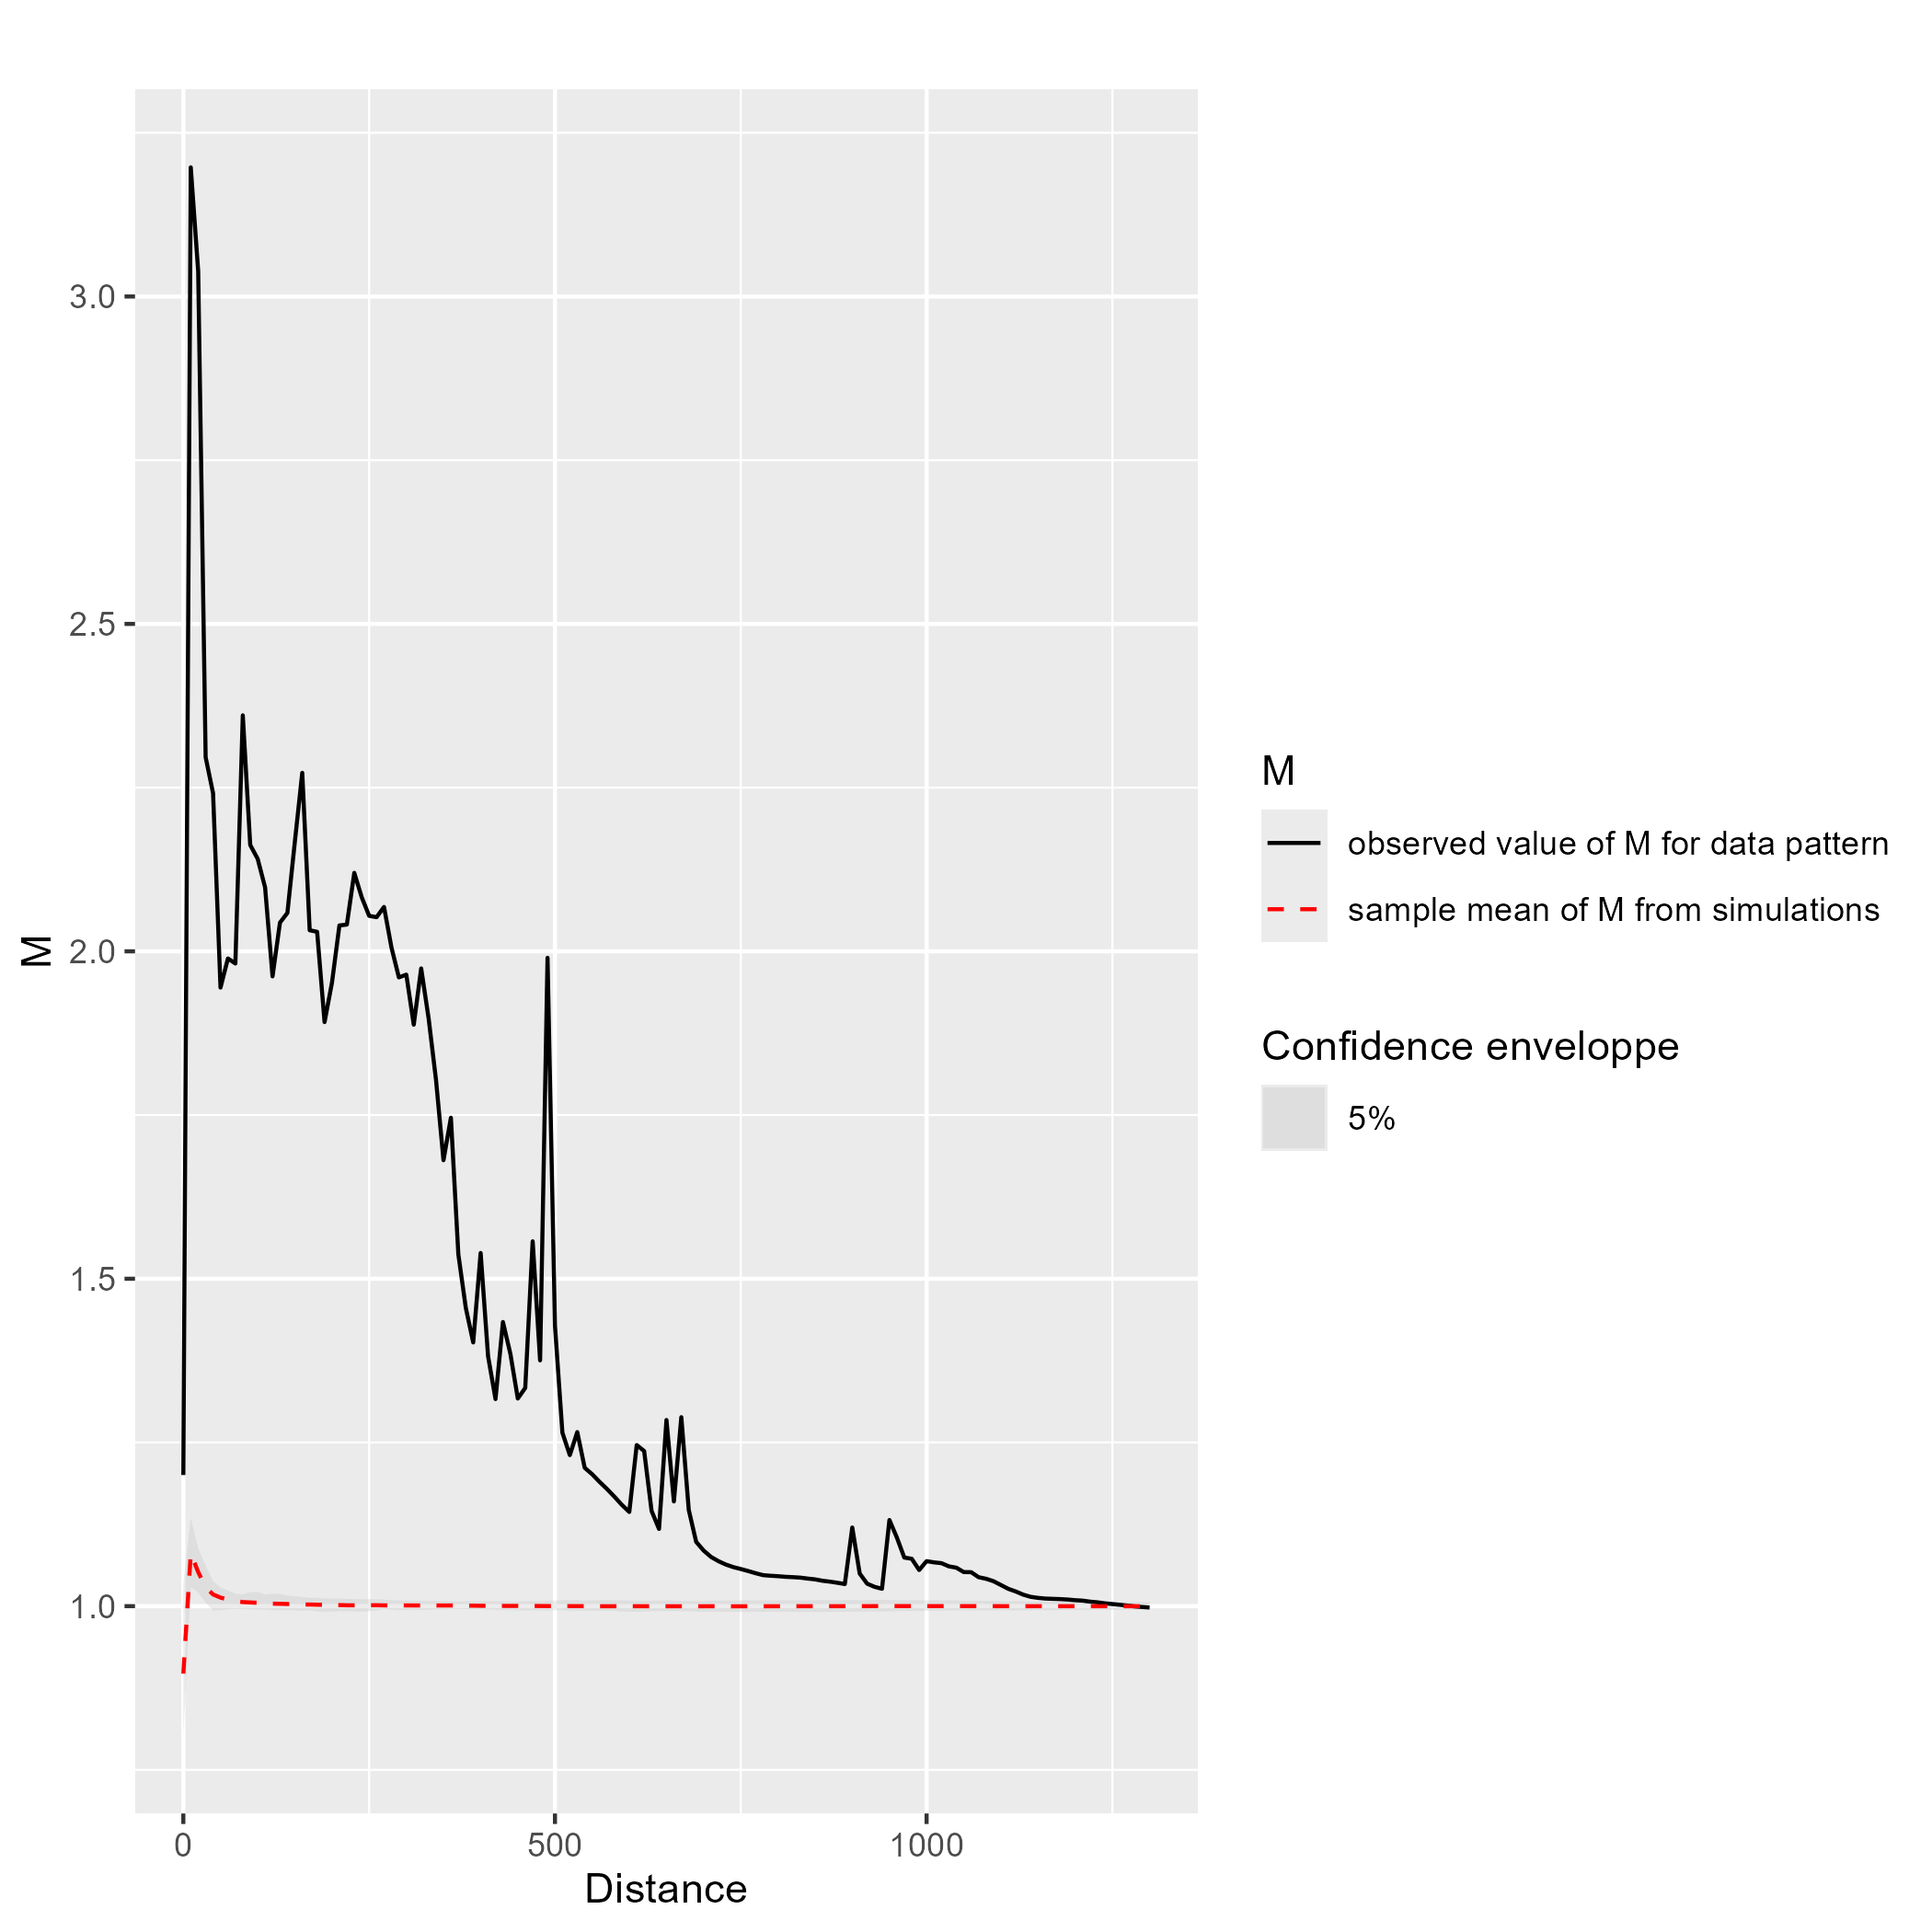 M
3.0
2.5
2.0
1.5
1.0
0
500
1000
Distance
M
observed value of M for data pattern
sample mean of M from simulations
Confidence enveloppe
5%